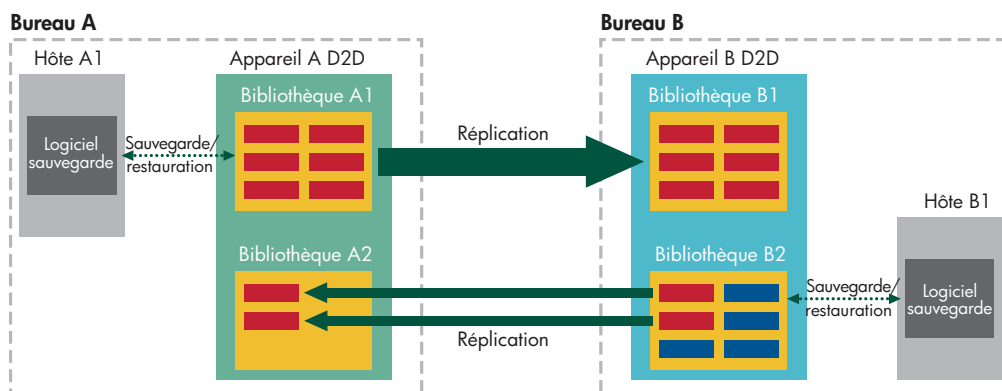 Bureau A
Bureau B
Hôte A1
Appareil A D2D
Appareil B D2D
Bibliothèque A1
Bibliothèque B1
Logiciel
sauvegarde
Sauvegarde/
restauration
Réplication
Hôte B1
Bibliothèque A2
Bibliothèque B2
Sauvegarde/
restauration
Logiciel
sauvegarde
Réplication